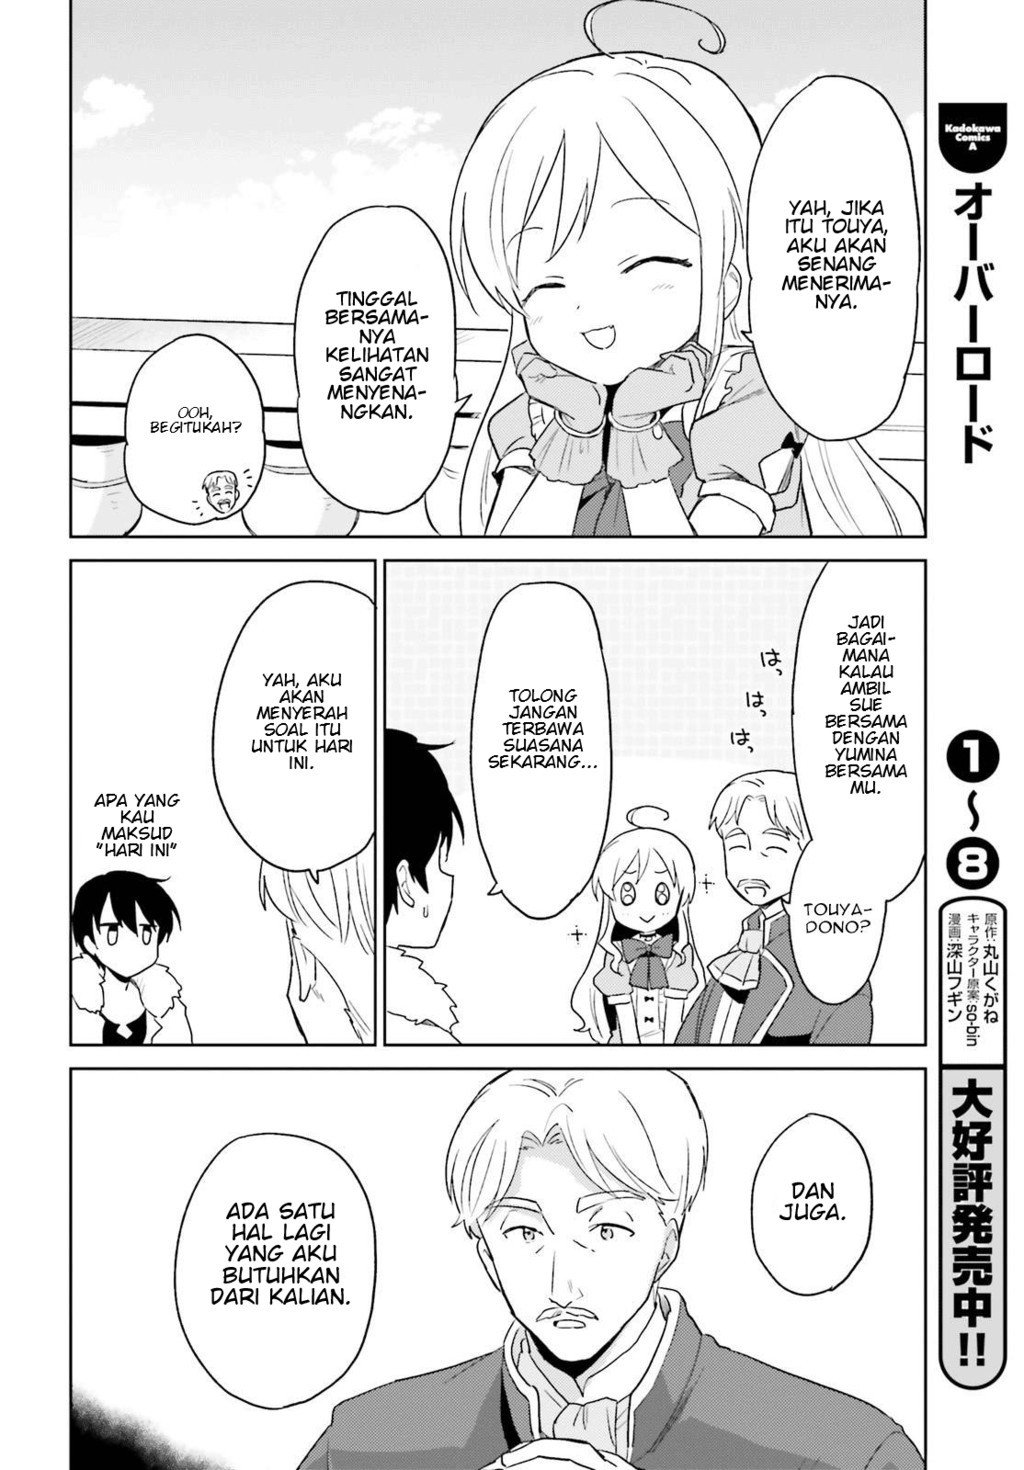 YAH, JIKA
ITU TOUYA,
AKU AKAN
SENANG
MENERIMA-
NYA.
TINGGAL
BERSAMA-
NYA
KELIHATAN
SANGAT
MENYENA-
NGKAN.
OOH,
BEGITUKAH?
JADI
BAGAI-
MANA
KALAU
AMBIL
SUE
BERSAMA
DENGAN
YUMINA
BERSAMA
MU.
TOUYA-
DONO?
はっ
はっ
はっ
TOLONG
JANGAN
TERBAWA
SUASANA
SEKARANG...
YAH, AKU
AKAN
MENYERAH
SOAL ITU
UNTUK HARI
INI.
APA YANG
KAU
MAKSUD
"HARI INI"
DAN
JUGA.
ADA SATU
HAL LAGI
YANG AKU
BUTUHKAN
DARI KALIAN.
Kadokawa
Comics
A
オーバーロード
1～8
原作:丸山くがね
キャラクター原案:so-bin
漫画:深山フギン
大好評発売中!!